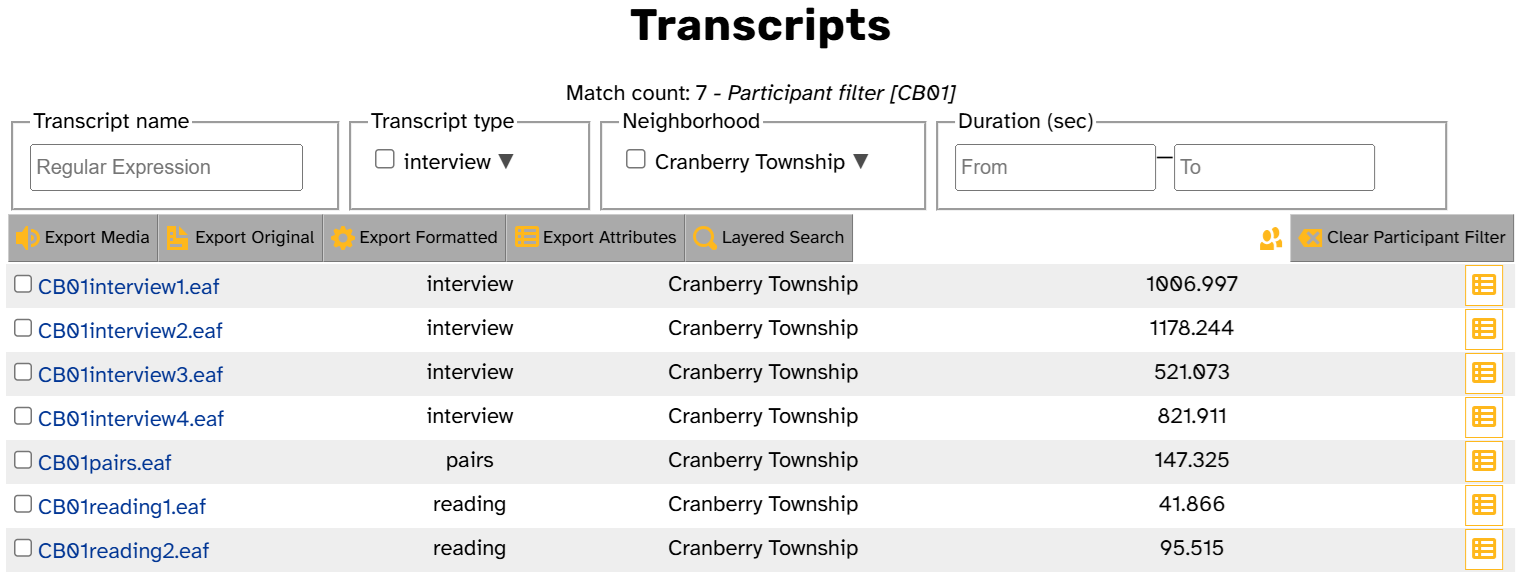 Transcripts
Match count: 7 - Participant filter [CB01]
Transcript name Transcript type Neighborhood Duration (sec)
Regular Expression interview ▼ Cranberry Township ▼ From – To
Export Media Export Original Export Formatted Export Attributes Layered Search Clear Participant Filter
CB01interview1.eaf interview Cranberry Township 1006.997
CB01interview2.eaf interview Cranberry Township 1178.244
CB01interview3.eaf interview Cranberry Township 521.073
CB01interview4.eaf interview Cranberry Township 821.911
CB01pairs.eaf pairs Cranberry Township 147.325
CB01reading1.eaf reading Cranberry Township 41.866
CB01reading2.eaf reading Cranberry Township 95.515